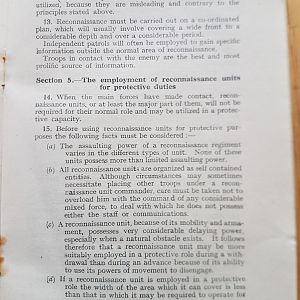 utilized, because they are misleading and contrary to the
principles stated above.
13. Reconnaissance must be carried out on a co-ordinated
plan, which will usually involve covering a wide front to a
considerable depth and over a considerable period.
Independent patrols will often be employed to gain specific
information outside the normal area of reconnaissance.
Troops in contact with the enemy are the best and most
prolific source of information.
Section 5.—The employment of reconnaissance units
for protective duties
14. When the main forces have made contact, recon-
naissance units, or at least the major part of them, will not be
required for their normal role and may be utilized in a protec-
tive capacity.
15. Before using reconnaissance units for protective pur-
poses the following facts must be considered :—
(a) The assaulting power of a reconnaissance regiment
varies in the different types of unit. None of these
units possess more than limited assaulting power.
(b) All reconnaissance units are organized as self contained
entities. Although circumstances may sometimes
necessitate placing other troops under a recon-
naissance unit commander, care must be taken not to
overload him with the command of any considerable
mixed force, to deal with which he does not possess
either the staff or communications.
(c) A reconnaissance unit, because of its mobility and arma-
ment, possesses very considerable delaying power,
especially when a natural obstacle exists. It follows
therefore that a reconnaissance unit may be more
suitably employed in a protective role during a with-
drawal than during an advance because of its ability
to use its powers of movement to disengage.
(d) If a reconnaissance unit is employed in a protective
role the width of the area which it can cover is less
than that in which it may be required to operate for